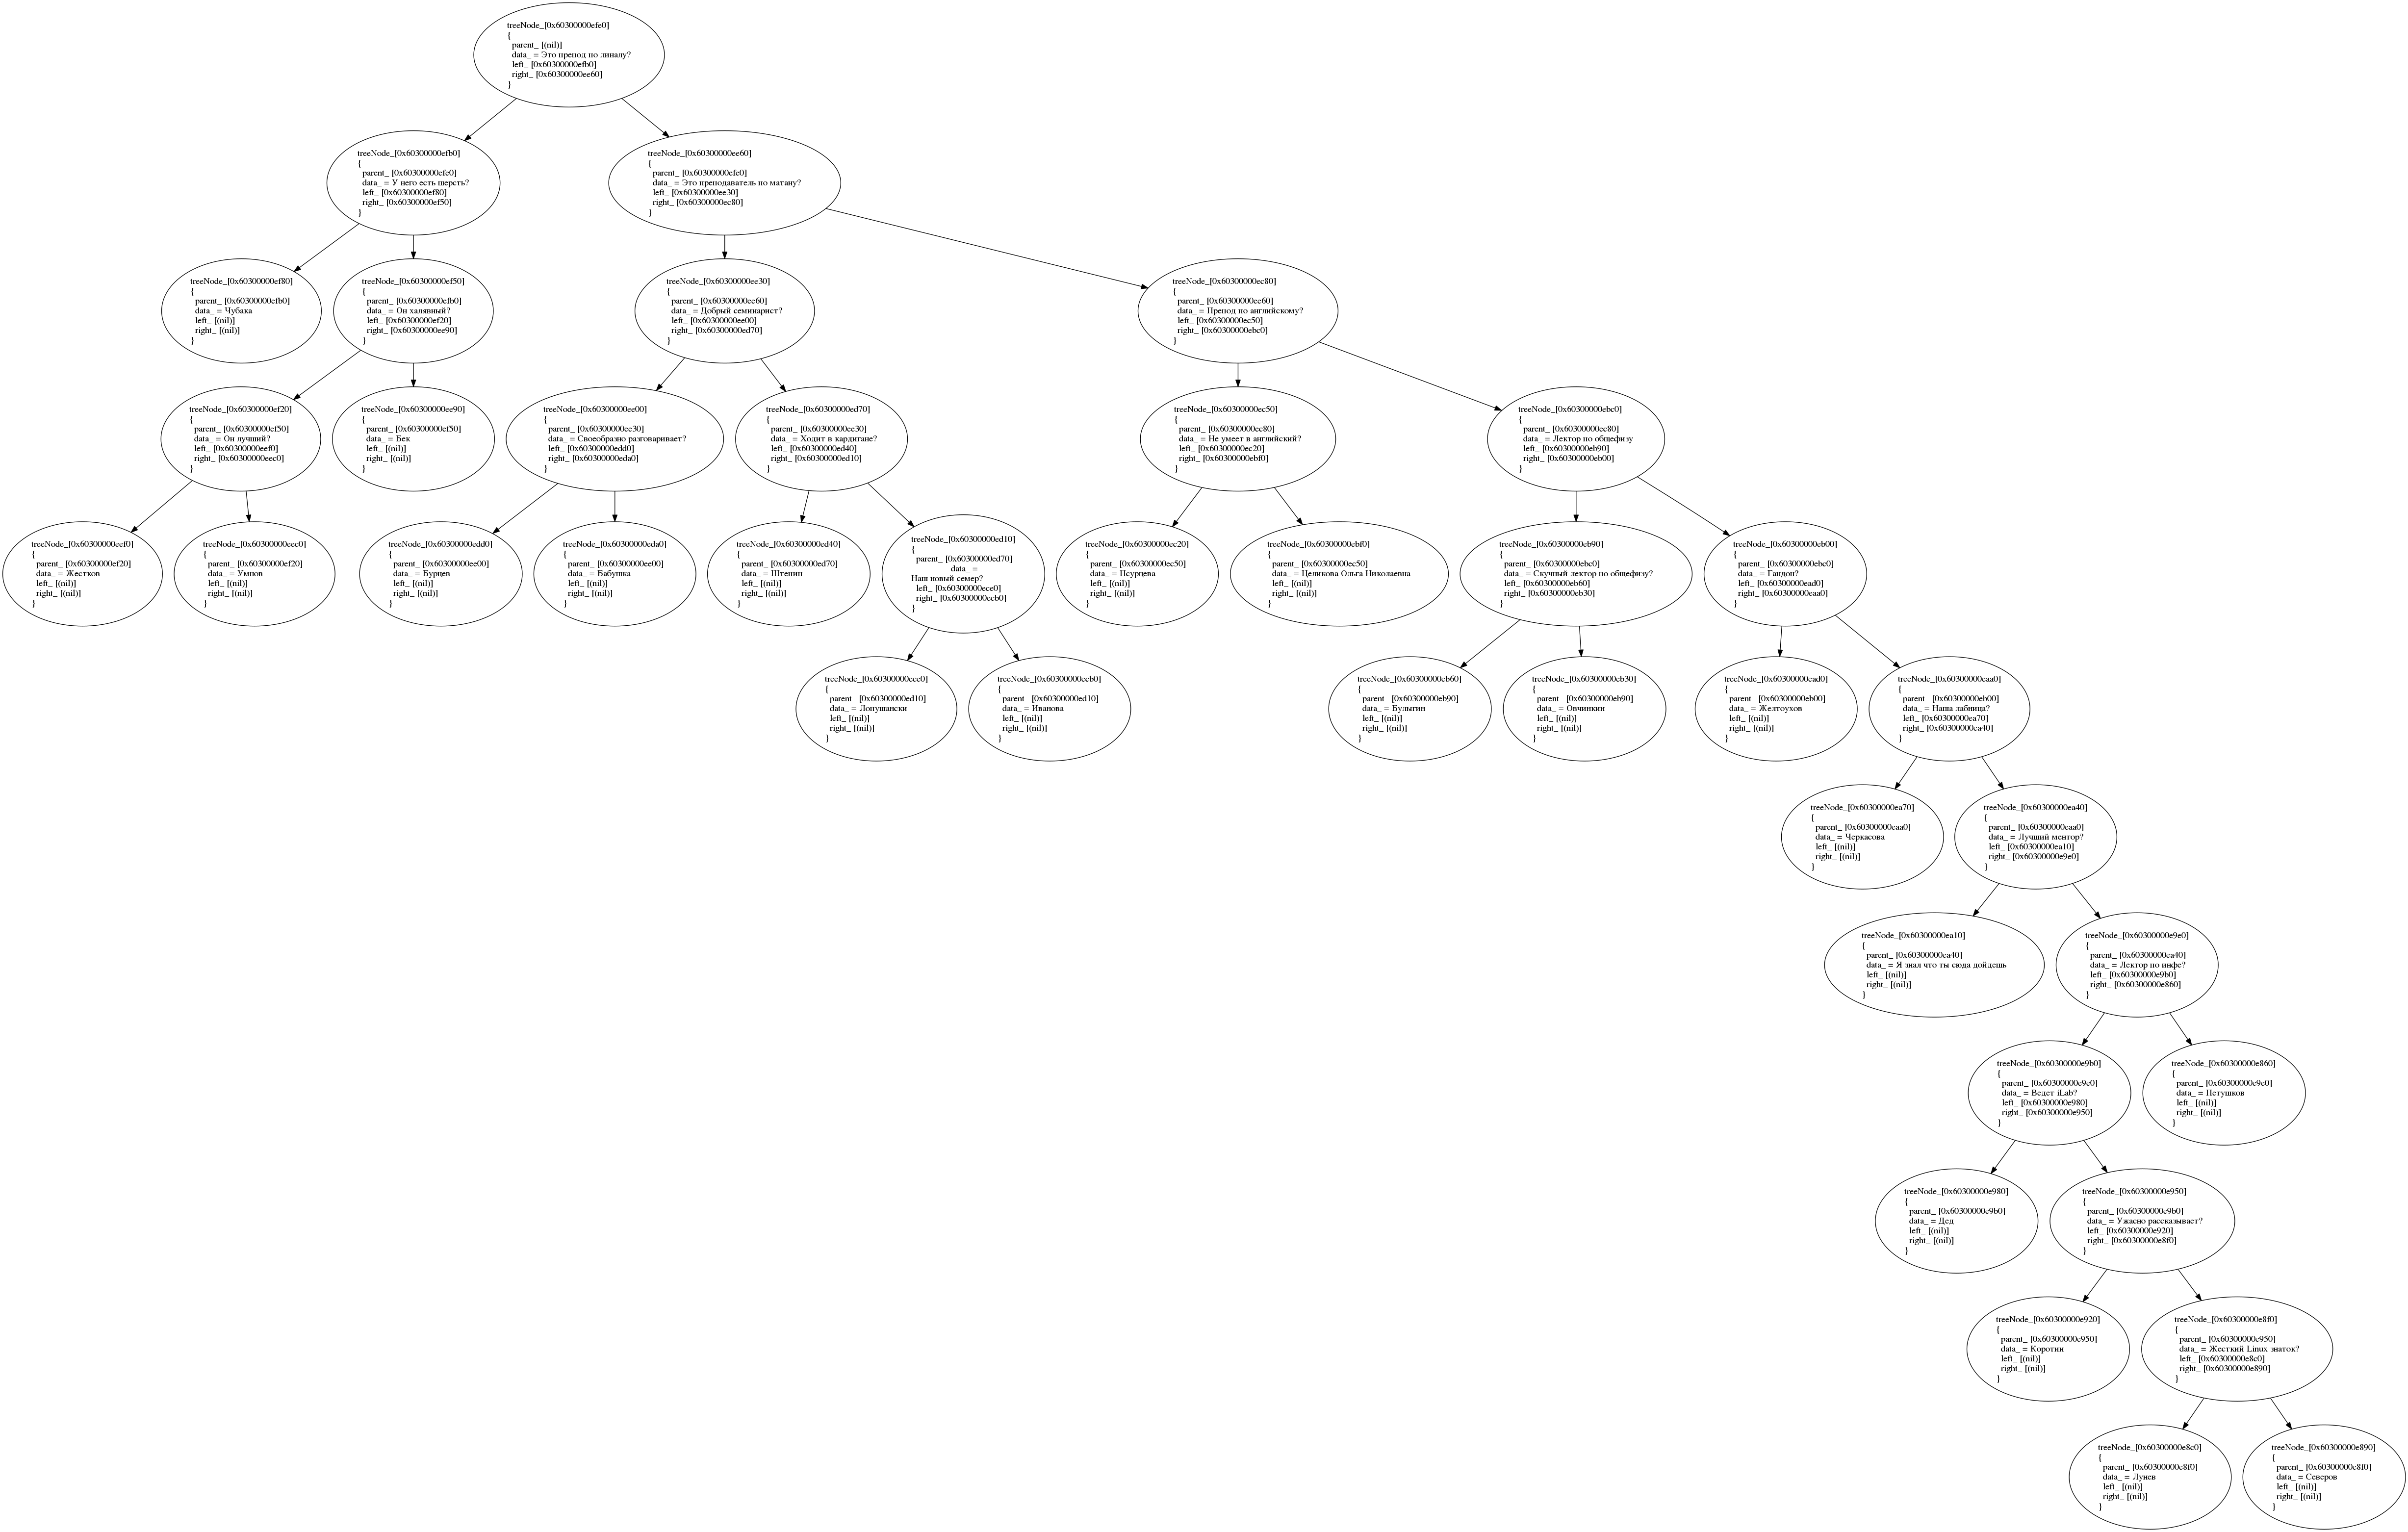 treeNode_[0x60300000efe0]
{
parent_ [(nil)]
data_ = Это препод по линалу?
left_ [0x60300000efb0]
right_ [0x60300000ee60]
}
treeNode_[0x60300000efb0]
{
parent_ [0x60300000efe0]
data_ = У него есть шерсть?
left_ [0x60300000ef80]
right_ [0x60300000ef50]
}
treeNode_[0x60300000ee60]
{
parent_ [0x60300000efe0]
data_ = Это преподаватель по матану?
left_ [0x60300000ee30]
right_ [0x60300000ec80]
}
treeNode_[0x60300000ef80]
{
parent_ [0x60300000efb0]
data_ = Чубака
left_ [(nil)]
right_ [(nil)]
}
treeNode_[0x60300000ef50]
{
parent_ [0x60300000efb0]
data_ = Он халявный?
left_ [0x60300000ef20]
right_ [0x60300000ee90]
}
treeNode_[0x60300000ee30]
{
parent_ [0x60300000ee60]
data_ = Добрый семинарист?
left_ [0x60300000ee00]
right_ [0x60300000ed70]
}
treeNode_[0x60300000ec80]
{
parent_ [0x60300000ee60]
data_ = Препод по английскому?
left_ [0x60300000ec50]
right_ [0x60300000ebc0]
}
treeNode_[0x60300000ef20]
{
parent_ [0x60300000ef50]
data_ = Он лучший?
left_ [0x60300000eef0]
right_ [0x60300000eec0]
}
treeNode_[0x60300000ee90]
{
parent_ [0x60300000ef50]
data_ = Бек
left_ [(nil)]
right_ [(nil)]
}
treeNode_[0x60300000ee00]
{
parent_ [0x60300000ee30]
data_ = Своеобразно разговаривает?
left_ [0x60300000edd0]
right_ [0x60300000eda0]
}
treeNode_[0x60300000ed70]
{
parent_ [0x60300000ee30]
data_ = Ходит в кардигане?
left_ [0x60300000ed40]
right_ [0x60300000ed10]
}
treeNode_[0x60300000ec50]
{
parent_ [0x60300000ec80]
data_ = Не умеет в английский?
left_ [0x60300000ec20]
right_ [0x60300000ebf0]
}
treeNode_[0x60300000ebc0]
{
parent_ [0x60300000ec80]
data_ = Лектор по общефизу
left_ [0x60300000eb90]
right_ [0x60300000eb00]
}
treeNode_[0x60300000eef0]
{
parent_ [0x60300000ef20]
data_ = Жестков
left_ [(nil)]
right_ [(nil)]
}
treeNode_[0x60300000eec0]
{
parent_ [0x60300000ef20]
data_ = Умнов
left_ [(nil)]
right_ [(nil)]
}
treeNode_[0x60300000edd0]
{
parent_ [0x60300000ee00]
data_ = Бурцев
left_ [(nil)]
right_ [(nil)]
}
treeNode_[0x60300000eda0]
{
parent_ [0x60300000ee00]
data_ = Бабушка
left_ [(nil)]
right_ [(nil)]
}
treeNode_[0x60300000ed40]
{
parent_ [0x60300000ed70]
data_ = Штепин
left_ [(nil)]
right_ [(nil)]
}
treeNode_[0x60300000ed10]
{
parent_ [0x60300000ed70]
data_ =
Наш новый семер?
left_ [0x60300000ece0]
right_ [0x60300000ecb0]
}
treeNode_[0x60300000ec20]
{
parent_ [0x60300000ec50]
data_ = Псурцева
left_ [(nil)]
right_ [(nil)]
}
treeNode_[0x60300000ebf0]
{
parent_ [0x60300000ec50]
data_ = Целикова Ольга Николаевна
left_ [(nil)]
right_ [(nil)]
}
treeNode_[0x60300000eb90]
{
parent_ [0x60300000ebc0]
data_ = Скучный лектор по общефизу?
left_ [0x60300000eb60]
right_ [0x60300000eb30]
}
treeNode_[0x60300000eb00]
{
parent_ [0x60300000ebc0]
data_ = Гандон?
left_ [0x60300000ead0]
right_ [0x60300000eaa0]
}
treeNode_[0x60300000ece0]
{
parent_ [0x60300000ed10]
data_ = Лопушански
left_ [(nil)]
right_ [(nil)]
}
treeNode_[0x60300000ecb0]
{
parent_ [0x60300000ed10]
data_ = Иванова
left_ [(nil)]
right_ [(nil)]
}
treeNode_[0x60300000eb60]
{
parent_ [0x60300000eb90]
data_ = Булыгин
left_ [(nil)]
right_ [(nil)]
}
treeNode_[0x60300000eb30]
{
parent_ [0x60300000eb90]
data_ = Овчинкин
left_ [(nil)]
right_ [(nil)]
}
treeNode_[0x60300000ead0]
{
parent_ [0x60300000eb00]
data_ = Желтоухов
left_ [(nil)]
right_ [(nil)]
}
treeNode_[0x60300000eaa0]
{
parent_ [0x60300000eb00]
data_ = Наша лабница?
left_ [0x60300000ea70]
right_ [0x60300000ea40]
}
treeNode_[0x60300000ea70]
{
parent_ [0x60300000eaa0]
data_ = Черкасова
left_ [(nil)]
right_ [(nil)]
}
treeNode_[0x60300000ea40]
{
parent_ [0x60300000eaa0]
data_ = Лучший ментор?
left_ [0x60300000ea10]
right_ [0x60300000e9e0]
}
treeNode_[0x60300000ea10]
{
parent_ [0x60300000ea40]
data_ = Я знал что ты сюда дойдешь
left_ [(nil)]
right_ [(nil)]
}
treeNode_[0x60300000e9e0]
{
parent_ [0x60300000ea40]
data_ = Лектор по инфе?
left_ [0x60300000e9b0]
right_ [0x60300000e860]
}
treeNode_[0x60300000e9b0]
{
parent_ [0x60300000e9e0]
data_ = Ведет iLab?
left_ [0x60300000e980]
right_ [0x60300000e950]
}
treeNode_[0x60300000e860]
{
parent_ [0x60300000e9e0]
data_ = Петушков
left_ [(nil)]
right_ [(nil)]
}
treeNode_[0x60300000e980]
{
parent_ [0x60300000e9b0]
data_ = Дед
left_ [(nil)]
right_ [(nil)]
}
treeNode_[0x60300000e950]
{
parent_ [0x60300000e9b0]
data_ = Ужасно рассказывает?
left_ [0x60300000e920]
right_ [0x60300000e8f0]
}
treeNode_[0x60300000e920]
{
parent_ [0x60300000e950]
data_ = Коротин
left_ [(nil)]
right_ [(nil)]
}
treeNode_[0x60300000e8f0]
{
parent_ [0x60300000e950]
data_ = Жесткий Linux знаток?
left_ [0x60300000e8c0]
right_ [0x60300000e890]
}
treeNode_[0x60300000e8c0]
{
parent_ [0x60300000e8f0]
data_ = Лунев
left_ [(nil)]
right_ [(nil)]
}
treeNode_[0x60300000e890]
{
parent_ [0x60300000e8f0]
data_ = Северов
left_ [(nil)]
right_ [(nil)]
}